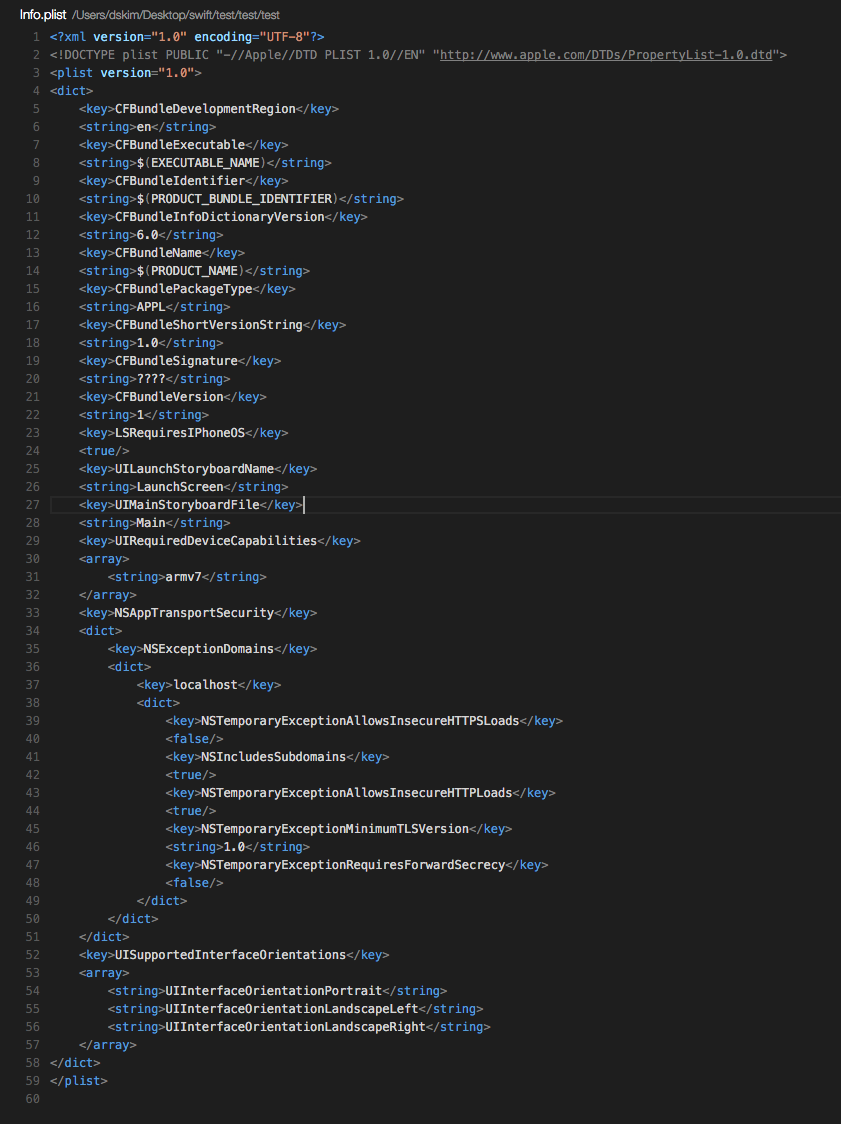 Info.plist /Users/dskim/Desktop/swift/test/test/test
1 <?xml version="1.0" encoding="UTF-8"?>
2 <!DOCTYPE plist PUBLIC "-//Apple//DTD PLIST 1.0//EN" "http://www.apple.com/DTDs/PropertyList-1.0.dtd">
3 <plist version="1.0">
4 <dict>
5     <key>CFBundleDevelopmentRegion</key>
6     <string>en</string>
7     <key>CFBundleExecutable</key>
8     <string>$(EXECUTABLE_NAME)</string>
9     <key>CFBundleIdentifier</key>
10     <string>$(PRODUCT_BUNDLE_IDENTIFIER)</string>
11     <key>CFBundleInfoDictionaryVersion</key>
12     <string>6.0</string>
13     <key>CFBundleName</key>
14     <string>$(PRODUCT_NAME)</string>
15     <key>CFBundlePackageType</key>
16     <string>APPL</string>
17     <key>CFBundleShortVersionString</key>
18     <string>1.0</string>
19     <key>CFBundleSignature</key>
20     <string>????</string>
21     <key>CFBundleVersion</key>
22     <string>1</string>
23     <key>LSRequiresIPhoneOS</key>
24     <true/>
25     <key>UILaunchStoryboardName</key>
26     <string>LaunchScreen</string>
27     <key>UIMainStoryboardFile</key>
28     <string>Main</string>
29     <key>UIRequiredDeviceCapabilities</key>
30     <array>
31         <string>armv7</string>
32     </array>
33     <key>NSAppTransportSecurity</key>
34     <dict>
35         <key>NSExceptionDomains</key>
36         <dict>
37             <key>localhost</key>
38             <dict>
39                 <key>NSTemporaryExceptionAllowsInsecureHTTPSLoads</key>
40                 <false/>
41                 <key>NSIncludesSubdomains</key>
42                 <true/>
43                 <key>NSTemporaryExceptionAllowsInsecureHTTPLoads</key>
44                 <true/>
45                 <key>NSTemporaryExceptionMinimumTLSVersion</key>
46                 <string>1.0</string>
47                 <key>NSTemporaryExceptionRequiresForwardSecrecy</key>
48                 <false/>
49             </dict>
50         </dict>
51     </dict>
52     <key>UISupportedInterfaceOrientations</key>
53     <array>
54         <string>UIInterfaceOrientationPortrait</string>
55         <string>UIInterfaceOrientationLandscapeLeft</string>
56         <string>UIInterfaceOrientationLandscapeRight</string>
57     </array>
58 </dict>
59 </plist>
60